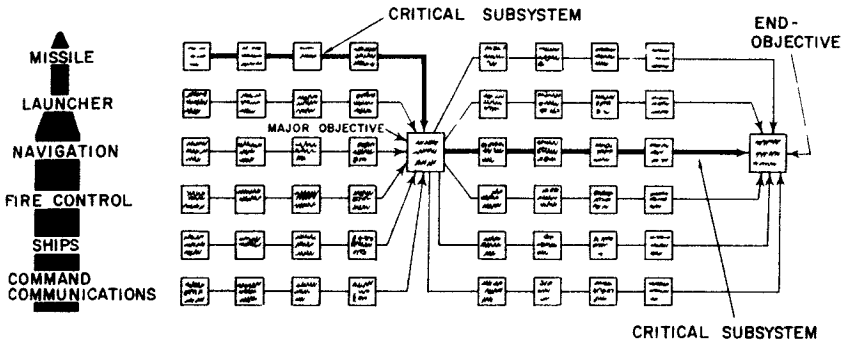 CRITICAL SUBSYSTEM
END-
OBJECTIVE
MISSILE
LAUNCHER
MAJOR OBJECTIVE
NAVIGATION
FIRE CONTROL
SHIPS
COMMAND
COMMUNICATIONS
CRITICAL SUBSYSTEM